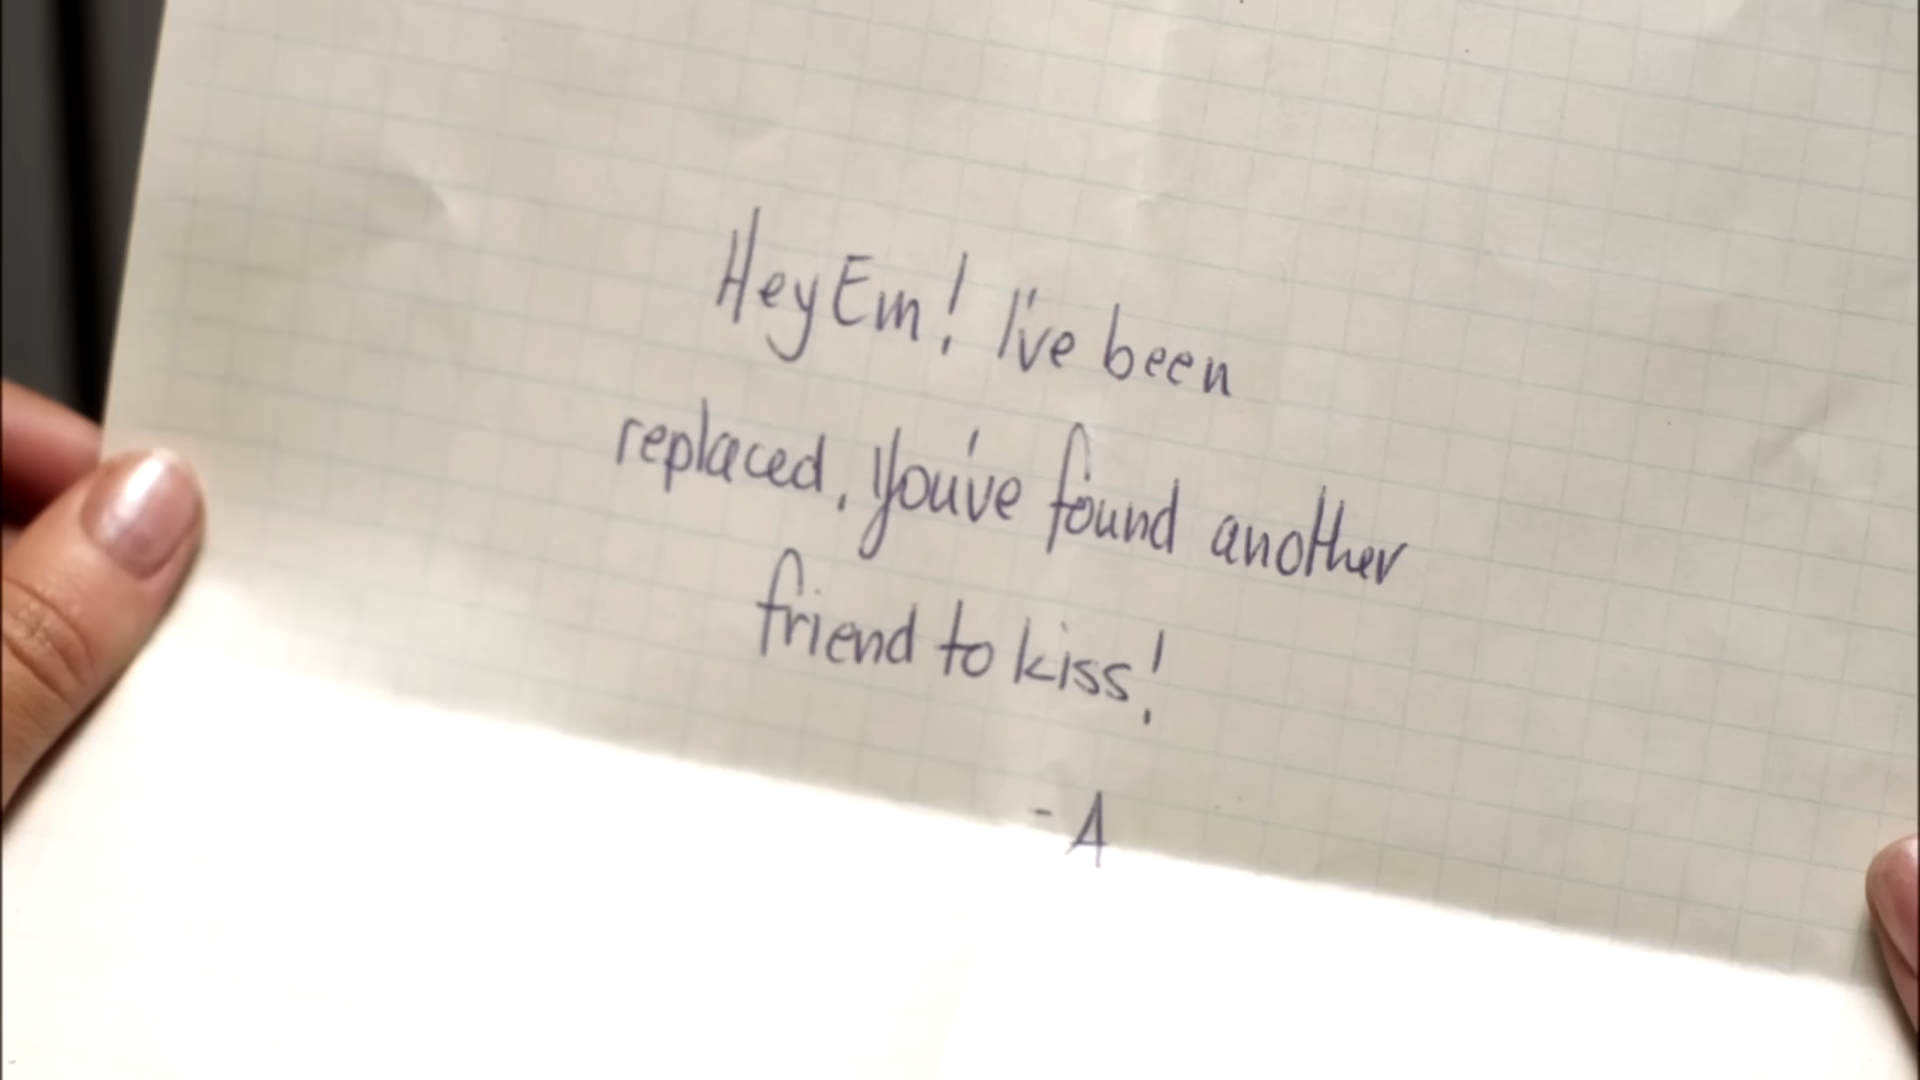 Hey Em! I've been
replaced. You've found another
friend to kiss!
- A